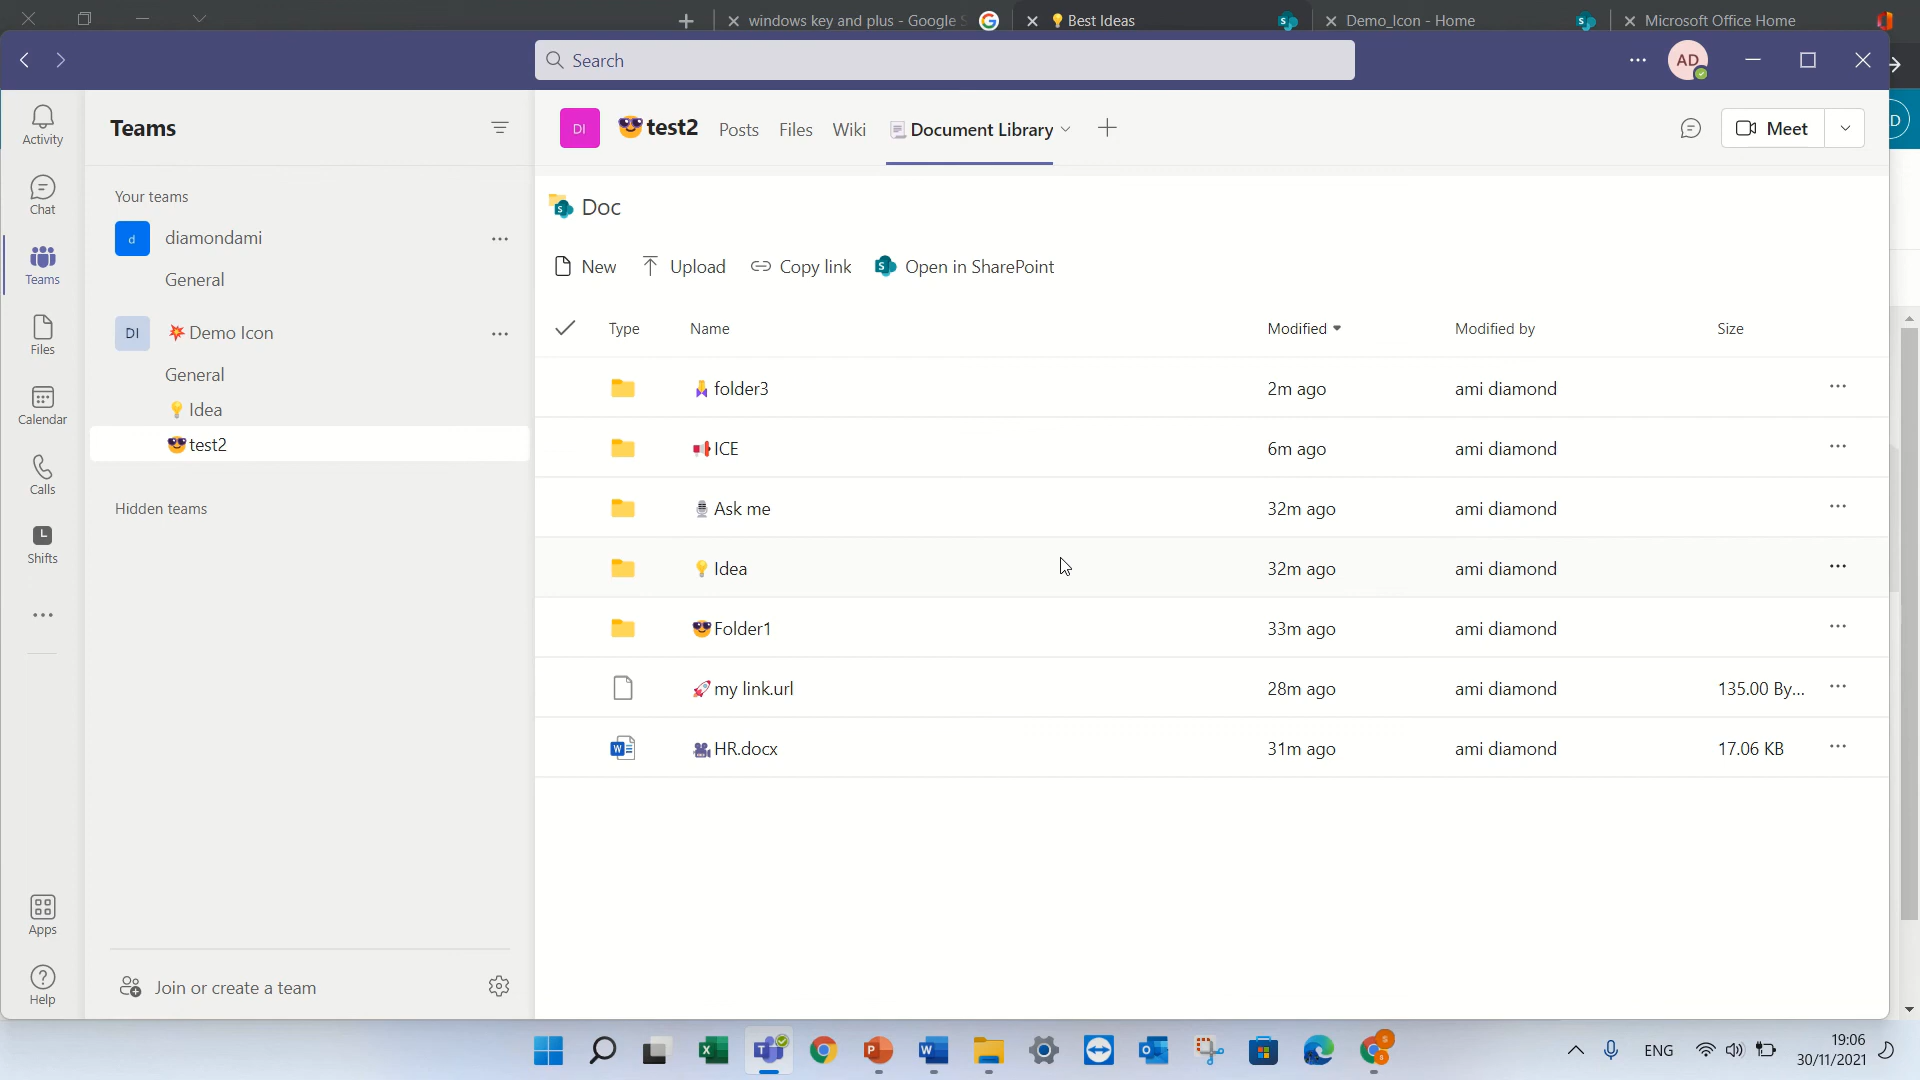 windows key and plus - Google S
💡Best Ideas
Demo_Icon - Home
Microsoft Office Home
Search
AD
Activity
Chat
Teams
Files
Calendar
Calls
Shifts
Apps
Help
Teams
Your teams
d diamondami
General
DI 💥Demo Icon
General
💡Idea
😎test2
Hidden teams
Join or create a team
DI 😎test2 Posts Files Wiki 📃Document Library
Meet
D
S Doc
New Upload Copy link S Open in SharePoint
Type Name Modified Modified by Size
folder3 2m ago ami diamond
📢ICE 6m ago ami diamond
🎙Ask me 32m ago ami diamond
💡Idea 32m ago ami diamond
😎Folder1 33m ago ami diamond
🚀my link.url 28m ago ami diamond 135.00 By...
🎥HR.docx 31m ago ami diamond 17.06 KB
ENG
19:06
30/11/2021